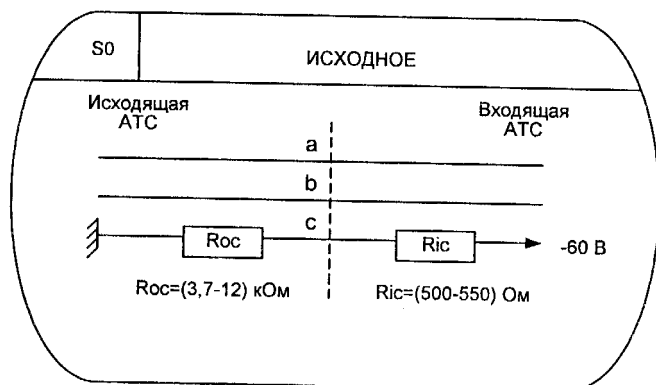 S0
ИСХОДНОЕ
Исходящая
АТС
Входящая
АТС
a
b
c
Roc
Ric
-60 В
Roc=(3,7-12) кОм
Ric=(500-550) Ом